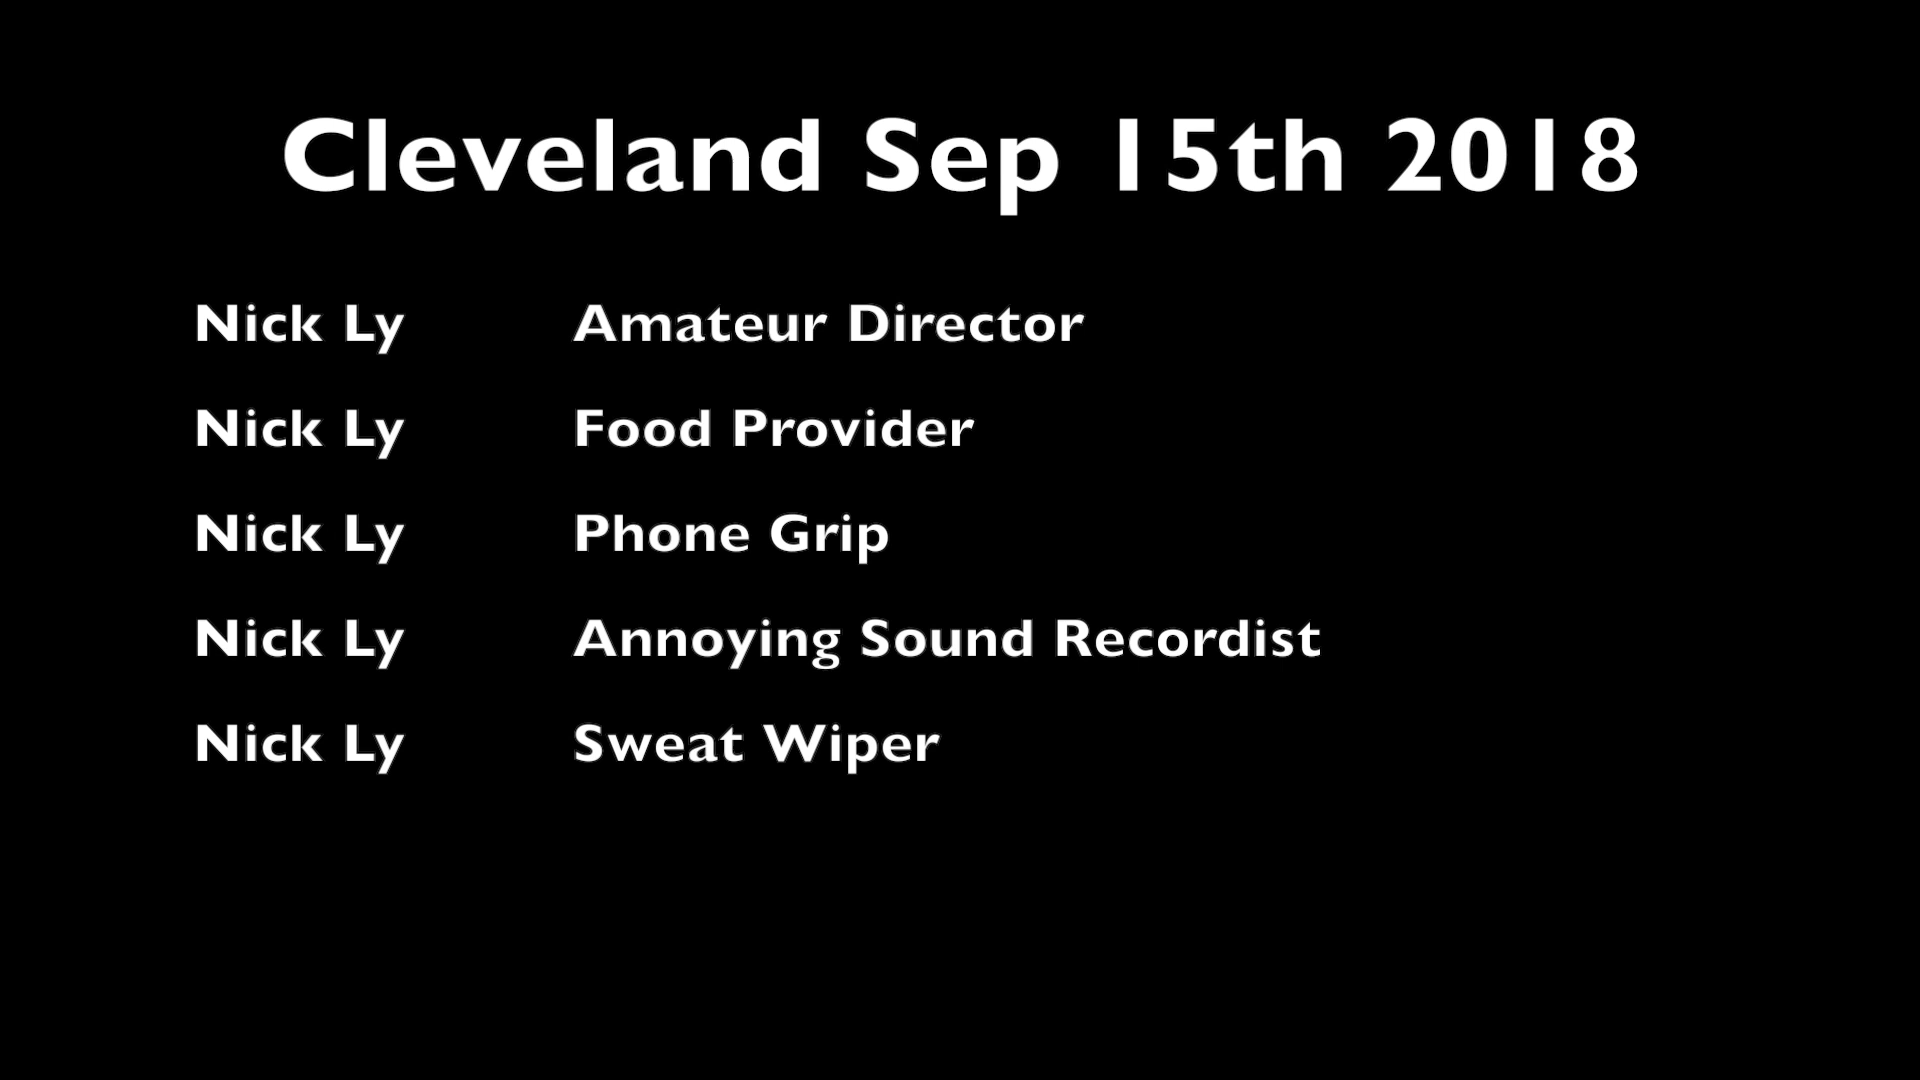 Cleveland Sep 15th 2018
Nick Ly Amateur Director
Nick Ly Food Provider
Nick Ly Phone Grip
Nick Ly Annoying Sound Recordist
Nick Ly Sweat Wiper